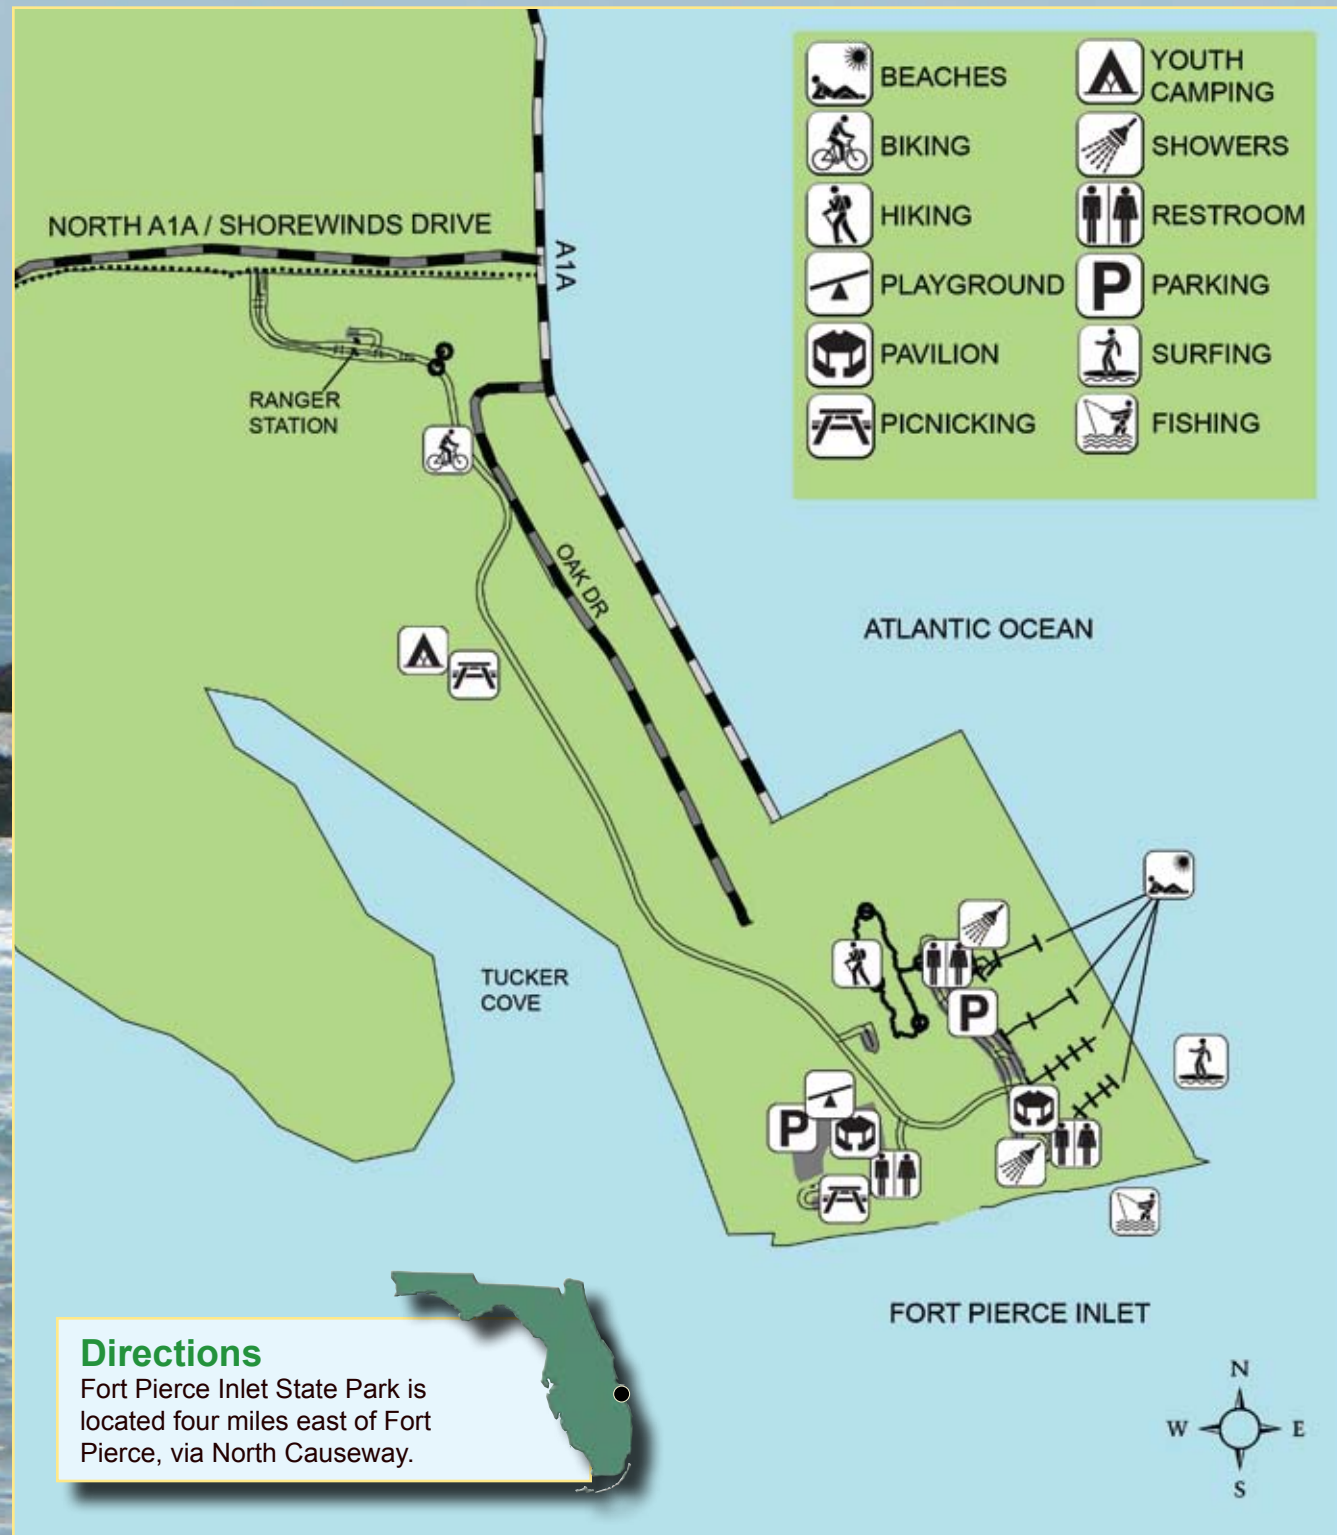 NORTH A1A / SHOREWINDS DRIVE
A1A
RANGER
STATION
OAK DR
TUCKER
COVE
ATLANTIC OCEAN
FORT PIERCE INLET
BEACHES
BIKING
HIKING
PLAYGROUND
PAVILION
PICNICKING
YOUTH
CAMPING
SHOWERS
RESTROOM
P PARKING
SURFING
FISHING
P
P
Directions
Fort Pierce Inlet State Park is
located four miles east of Fort
Pierce, via North Causeway.
N
W E
S